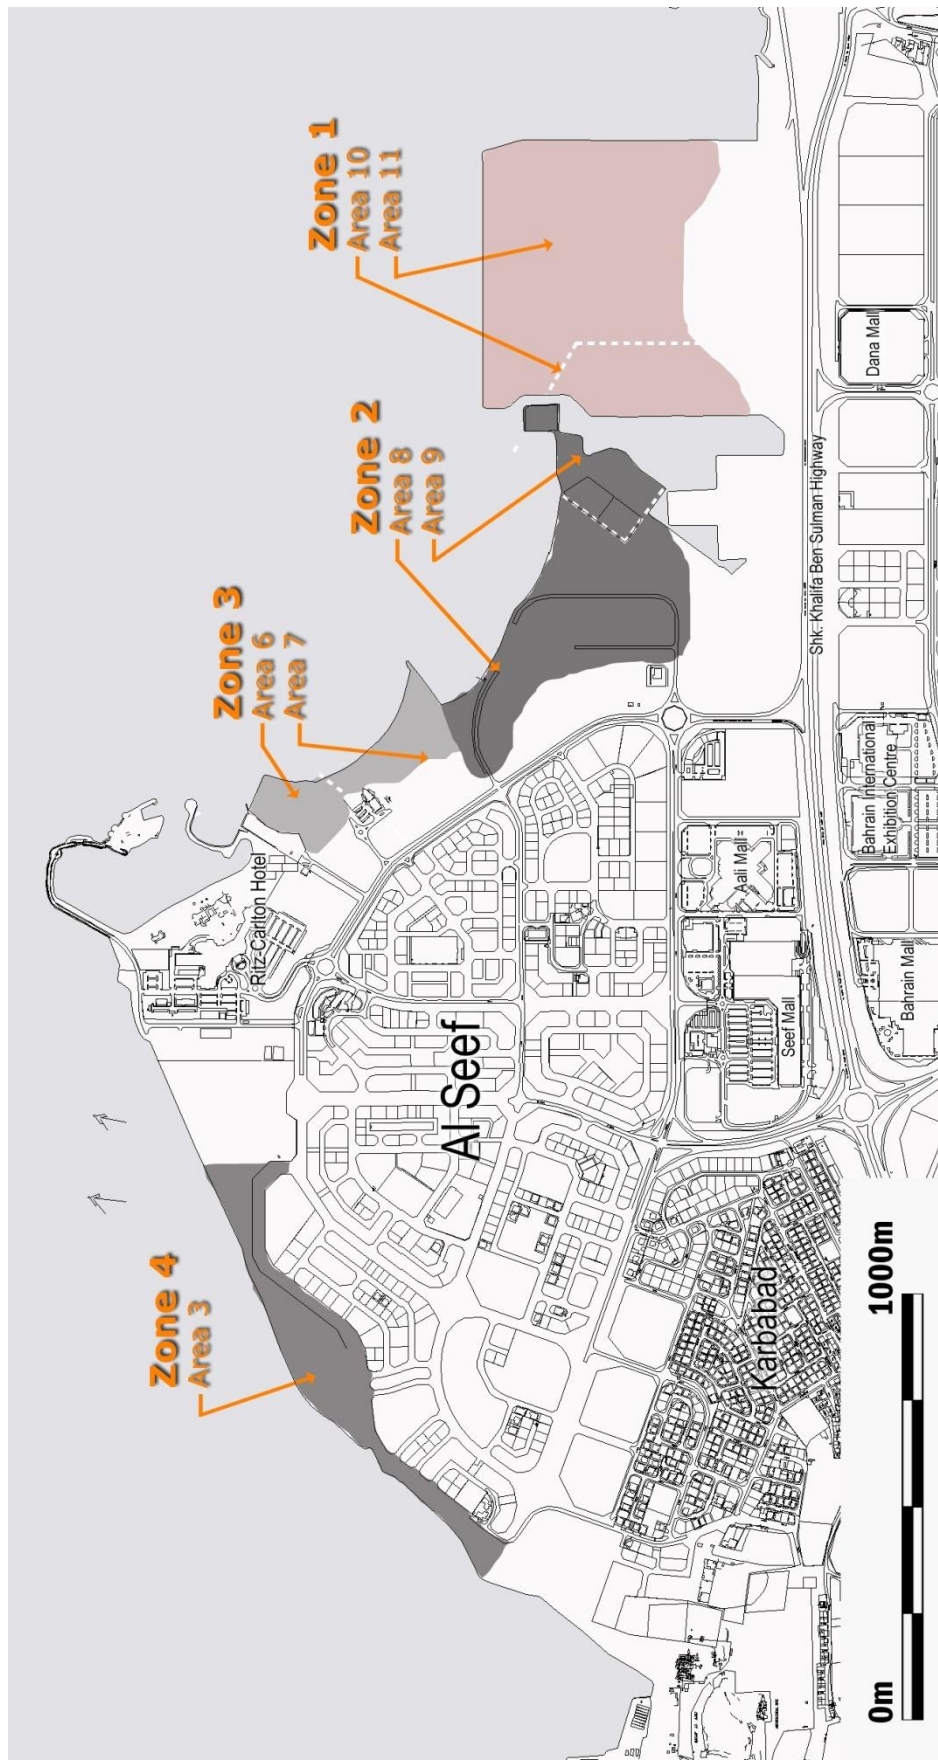 Zone 4
Area 3
Zone 3
Area 6
Area 7
Zone 2
Area 8
Area 9
Zone 1
Area 10
Area 11
Ritz-Carlton Hotel
Al Seef
Karbabad
Seef Mall
Aali Mall
Bahrain Mall
Bahrain International
Exhibition Centre
Shk. Khalifa Ben Sulman Highway
Dana Mall
0m
1000m